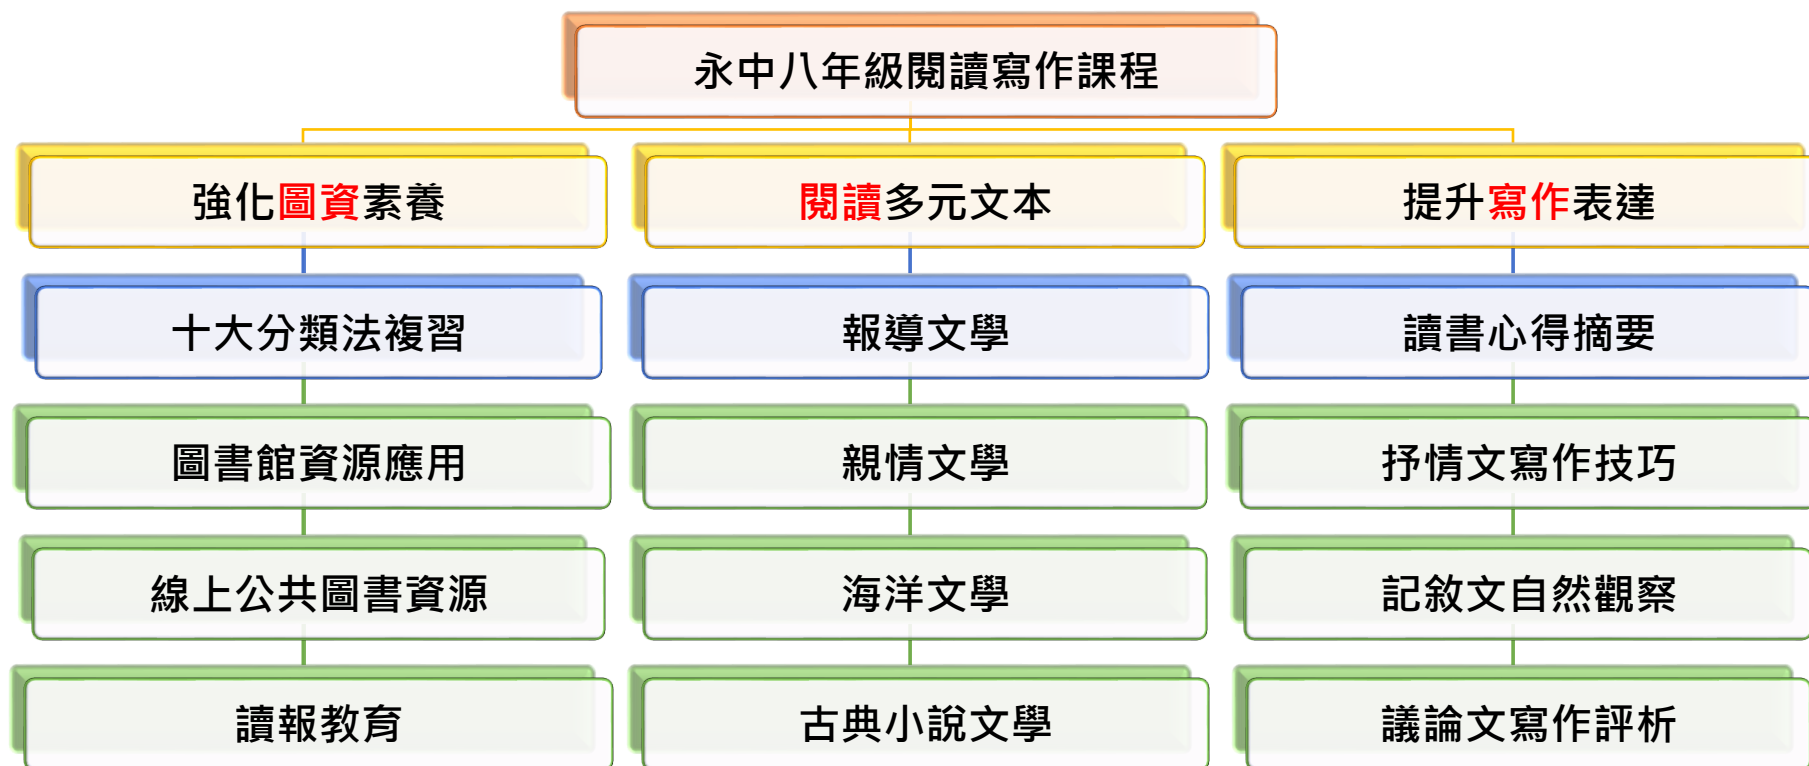 永中八年級閱讀寫作課程
強化圖資素養
閱讀多元文本
提升寫作表達
十大分類法複習
報導文學
讀書心得摘要
圖書館資源應用
親情文學
抒情文寫作技巧
線上公共圖書資源
海洋文學
記敘文自然觀察
讀報教育
古典小說文學
議論文寫作評析